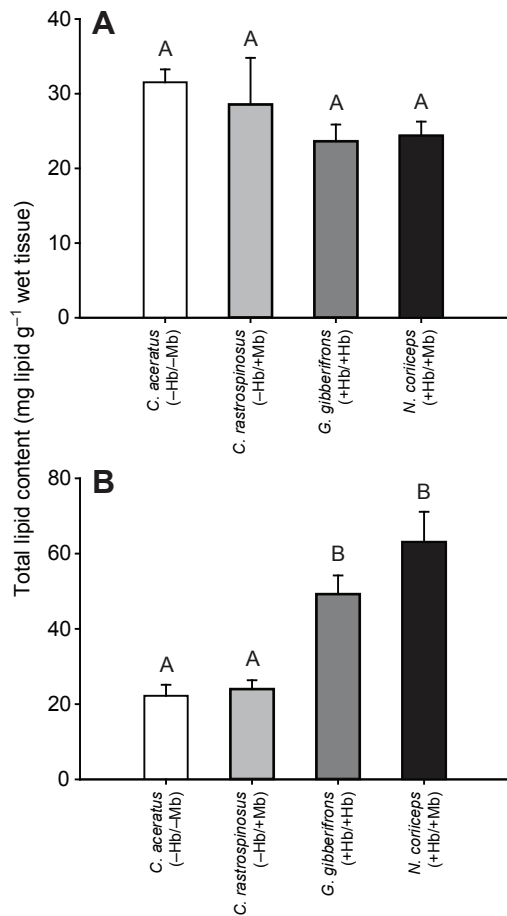 Total lipid content (mg lipid g⁻¹ wet tissue)
A
40
30
20
10
0
A
A
A
A
C. aceratus
(–Hb/–Mb)
C. rastrospinosus
(–Hb/+Mb)
G. gibberifrons
(+Hb/+Hb)
N. coriiceps
(+Hb/+Mb)
B
80
60
40
20
0
A
A
B
B
C. aceratus
(–Hb/–Mb)
C. rastrospinosus
(–Hb/+Mb)
G. gibberifrons
(+Hb/+Hb)
N. coriiceps
(+Hb/+Mb)